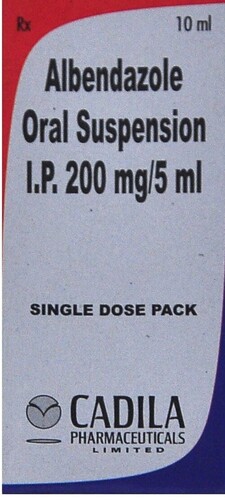 Rx 10 ml
Albendazole
Oral Suspension
I.P. 200 mg/5 ml
SINGLE DOSE PACK
CADILA
PHARMACEUTICALS
LIMITED